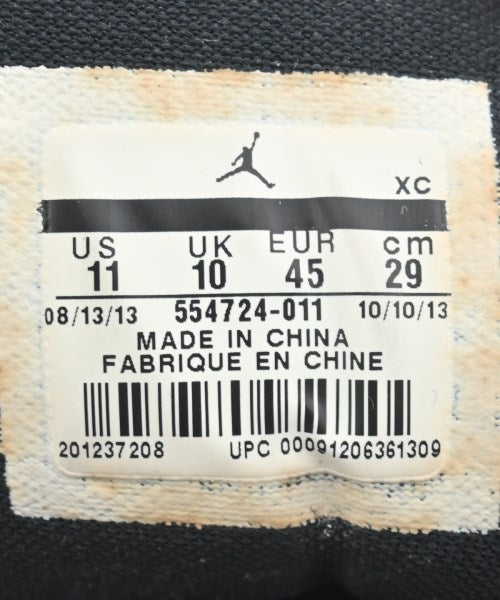 XC
US UK EUR cm
11 10 45 29
08/13/13 554724-011 10/10/13
MADE IN CHINA
FABRIQUE EN CHINE
201237208 UPC 00091206361309